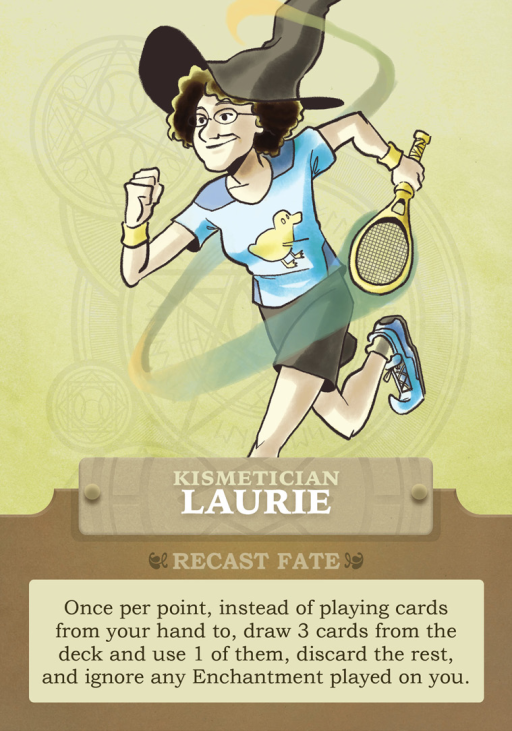 KISMETICIAN
LAURIE
RECAST FATE
Once per point, instead of playing cards
from your hand to, draw 3 cards from the
deck and use 1 of them, discard the rest,
and ignore any Enchantment played on you.